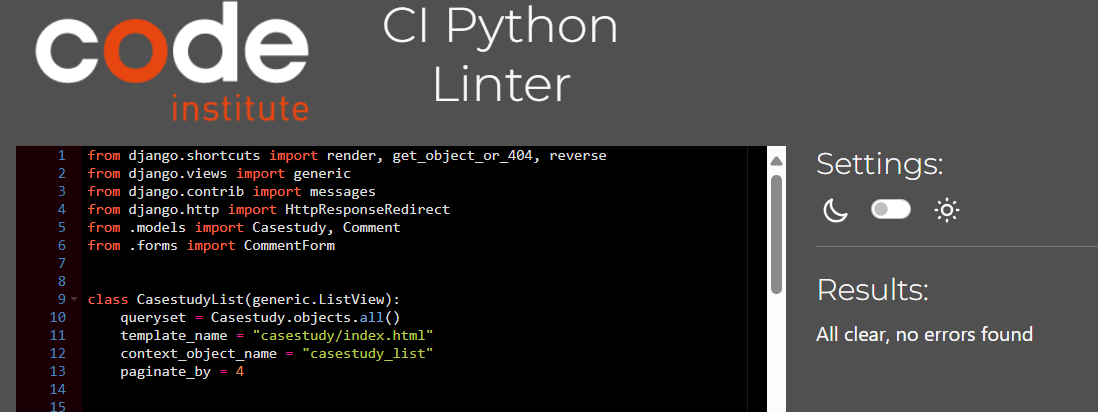 code
institute
CI Python
Linter
1 from django.shortcuts import render, get_object_or_404, reverse
2 from django.views import generic
3 from django.contrib import messages
4 from django.http import HttpResponseRedirect
5 from .models import Casestudy, Comment
6 from .forms import CommentForm
7
8
9 class CasestudyList(generic.ListView):
10     queryset = Casestudy.objects.all()
11     template_name = "casestudy/index.html"
12     context_object_name = "casestudy_list"
13     paginate_by = 4
14
15
Settings:
Results:
All clear, no errors found